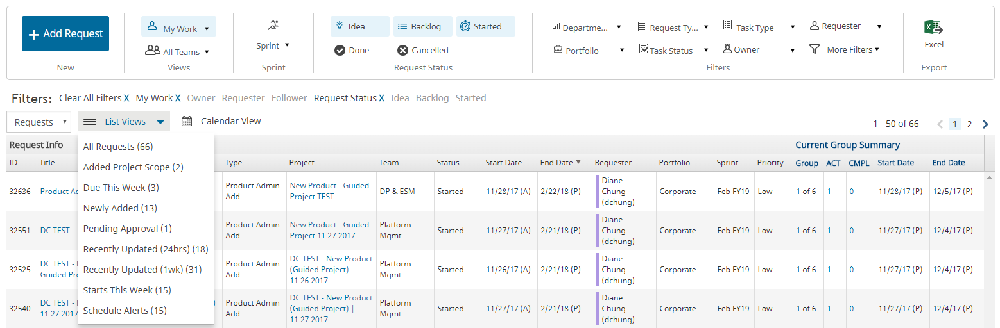 + Add Request
New
My Work
All Teams
Views
Sprint
Sprint
Idea
Backlog
Started
Done
Cancelled
Request Status
Departme...
Request Ty...
Task Type
Requester
Portfolio
Task Status
Owner
More Filters
Filters
Excel
Export
Filters: Clear All Filters X My Work X Owner Requester Follower Request Status X Idea Backlog Started
Requests
List Views
Calendar View
1 - 50 of 66
1 2
All Requests (66)
Added Project Scope (2)
Due This Week (3)
Newly Added (13)
Pending Approval (1)
Recently Updated (24hrs) (18)
Recently Updated (1wk) (31)
Starts This Week (15)
Schedule Alerts (15)
Request Info
Current Group Summary
ID Title Type Project Team Status Start Date End Date Requester Portfolio Sprint Priority Group ACT CMPL Start Date End Date
32636
Product
Product Admin
Add
New Product - Guided
Project TEST
DP & ESM
Started
11/28/17 (A)
2/22/18 (P)
Diane
Chung
(dchung)
Corporate
Feb FY19
Low
1 of 6
1
0
11/28/17 (P)
12/5/17 (P)
32551
DC TEST -
Product Admin
Add
New Product - Guided
Project 11.27.2017
Platform
Mgmt
Started
11/27/17 (A)
2/21/18 (P)
Diane
Chung
(dchung)
Corporate
Feb FY19
Low
1 of 6
1
0
11/27/17 (P)
12/4/17 (P)
32525
DC TEST -
Guided
Product Admin
Add
DC TEST - New Product
(Guided Project)
11.26.2017
Platform
Mgmt
Started
11/26/17 (A)
2/21/18 (P)
Diane
Chung
(dchung)
Corporate
Feb FY19
Low
1 of 6
1
0
11/27/17 (P)
12/4/17 (P)
32540
DC TEST -
11.27.2017
Product Admin
Add
DC TEST - New Product
(Guided Project) |
11.27.2017
Platform
Mgmt
Started
11/27/17 (A)
2/21/18 (P)
Diane
Chung
(dchung)
Corporate
Feb FY19
Low
1 of 6
1
0
11/27/17 (P)
12/4/17 (P)